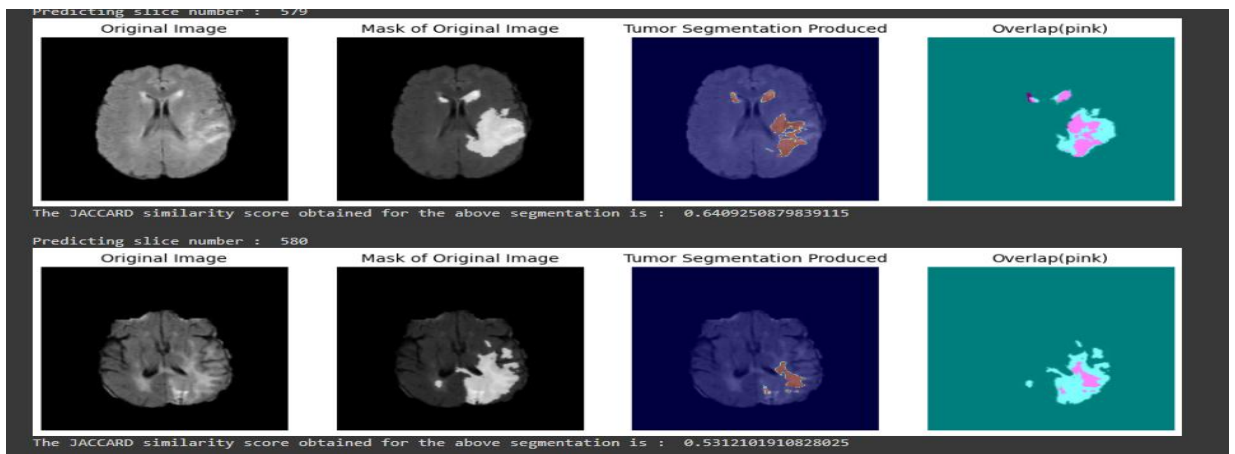 Predicting slice number :  579
Original Image Mask of Original Image Tumor Segmentation Produced Overlap(pink)
The JACCARD similarity score obtained for the above segmentation is :  0.6409250879839115
Predicting slice number :  580
Original Image Mask of Original Image Tumor Segmentation Produced Overlap(pink)
The JACCARD similarity score obtained for the above segmentation is :  0.5312101910828025